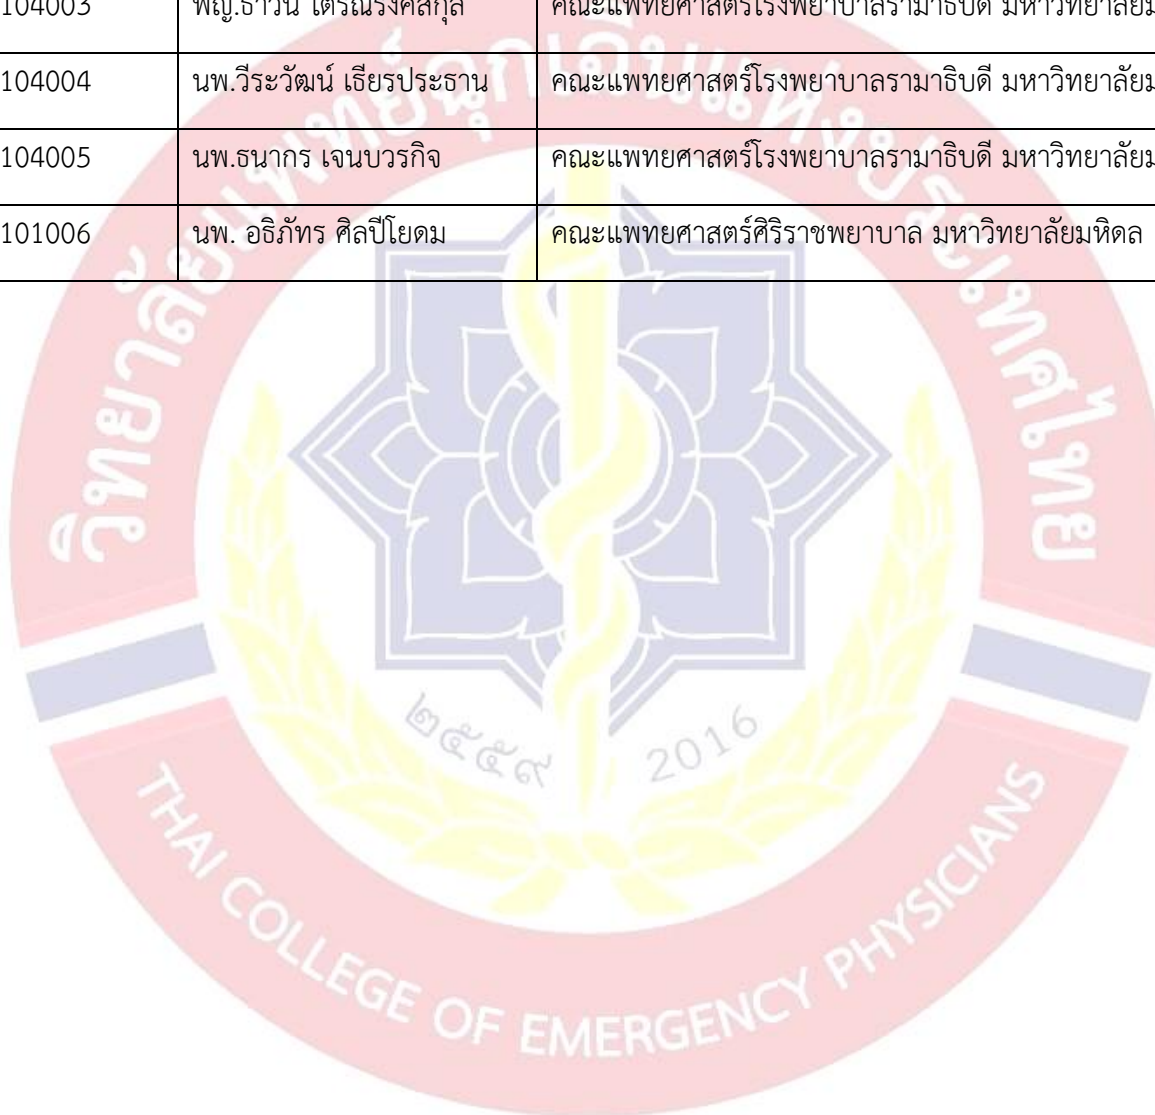 104003 พญ.ธาวิน ไตรณรงค์สกุล คณะแพทยศาสตร์โรงพยาบาลรามาธิบดี มหาวิทยาลัยม
104004 นพ.วีระวัฒน์ เธียรประธาน คณะแพทยศาสตร์โรงพยาบาลรามาธิบดี มหาวิทยาลัยม
104005 นพ.ธนากร เจนบวรกิจ คณะแพทยศาสตร์โรงพยาบาลรามาธิบดี มหาวิทยาลัยม
101006 นพ. อธิภัทร ศิลปีโยดม คณะแพทยศาสตร์ศิริราชพยาบาล มหาวิทยาลัยมหิดล
วิทยาลัยแพทย์ฉุกเฉินแห่งประเทศไทย
๒๕๕๙ 2016
THAI COLLEGE OF EMERGENCY PHYSICIANS